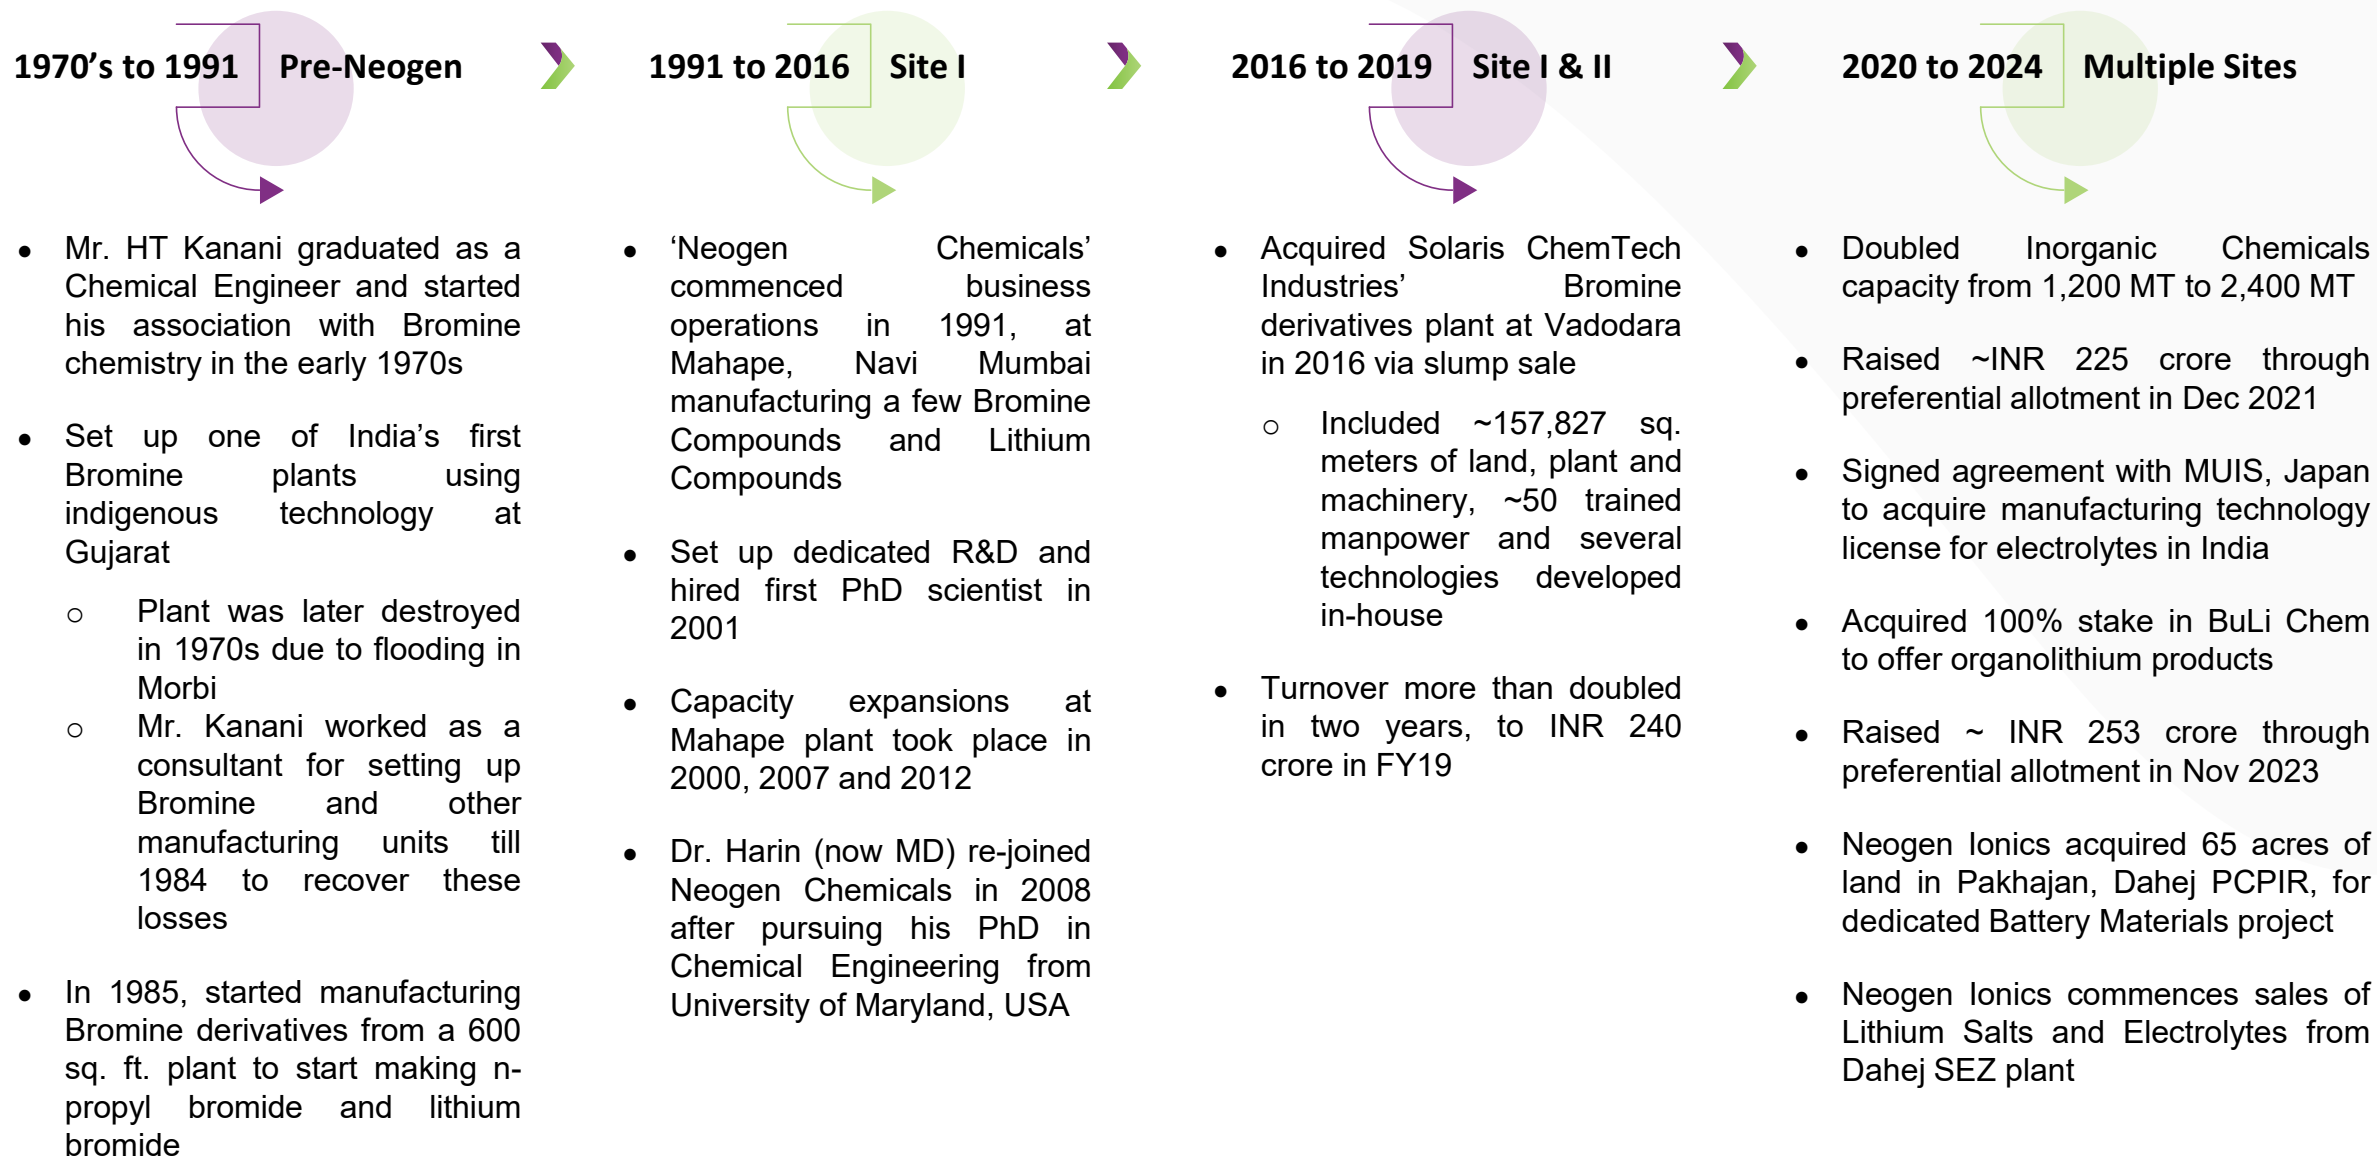 1970’s to 1991 Pre-Neogen
• Mr. HT Kanani graduated as a
Chemical Engineer and started
his association with Bromine
chemistry in the early 1970s
• Set up one of India’s first
Bromine plants using
indigenous technology at
Gujarat
o Plant was later destroyed
in 1970s due to flooding in
Morbi
o Mr. Kanani worked as a
consultant for setting up
Bromine and other
manufacturing units till
1984 to recover these
losses
• In 1985, started manufacturing
Bromine derivatives from a 600
sq. ft. plant to start making n-
propyl bromide and lithium
bromide
1991 to 2016 Site I
• ‘Neogen Chemicals’
commenced business
operations in 1991, at
Mahape, Navi Mumbai
manufacturing a few Bromine
Compounds and Lithium
Compounds
• Set up dedicated R&D and
hired first PhD scientist in
2001
• Capacity expansions at
Mahape plant took place in
2000, 2007 and 2012
• Dr. Harin (now MD) re-joined
Neogen Chemicals in 2008
after pursuing his PhD in
Chemical Engineering from
University of Maryland, USA
2016 to 2019 Site I & II
• Acquired Solaris ChemTech
Industries’ Bromine
derivatives plant at Vadodara
in 2016 via slump sale
o Included ~157,827 sq.
meters of land, plant and
machinery, ~50 trained
manpower and several
technologies developed
in-house
• Turnover more than doubled
in two years, to INR 240
crore in FY19
2020 to 2024 Multiple Sites
• Doubled Inorganic Chemicals
capacity from 1,200 MT to 2,400 MT
• Raised ~INR 225 crore through
preferential allotment in Dec 2021
• Signed agreement with MUIS, Japan
to acquire manufacturing technology
license for electrolytes in India
• Acquired 100% stake in BuLi Chem
to offer organolithium products
• Raised ~ INR 253 crore through
preferential allotment in Nov 2023
• Neogen Ionics acquired 65 acres of
land in Pakhajan, Dahej PCPIR, for
dedicated Battery Materials project
• Neogen Ionics commences sales of
Lithium Salts and Electrolytes from
Dahej SEZ plant